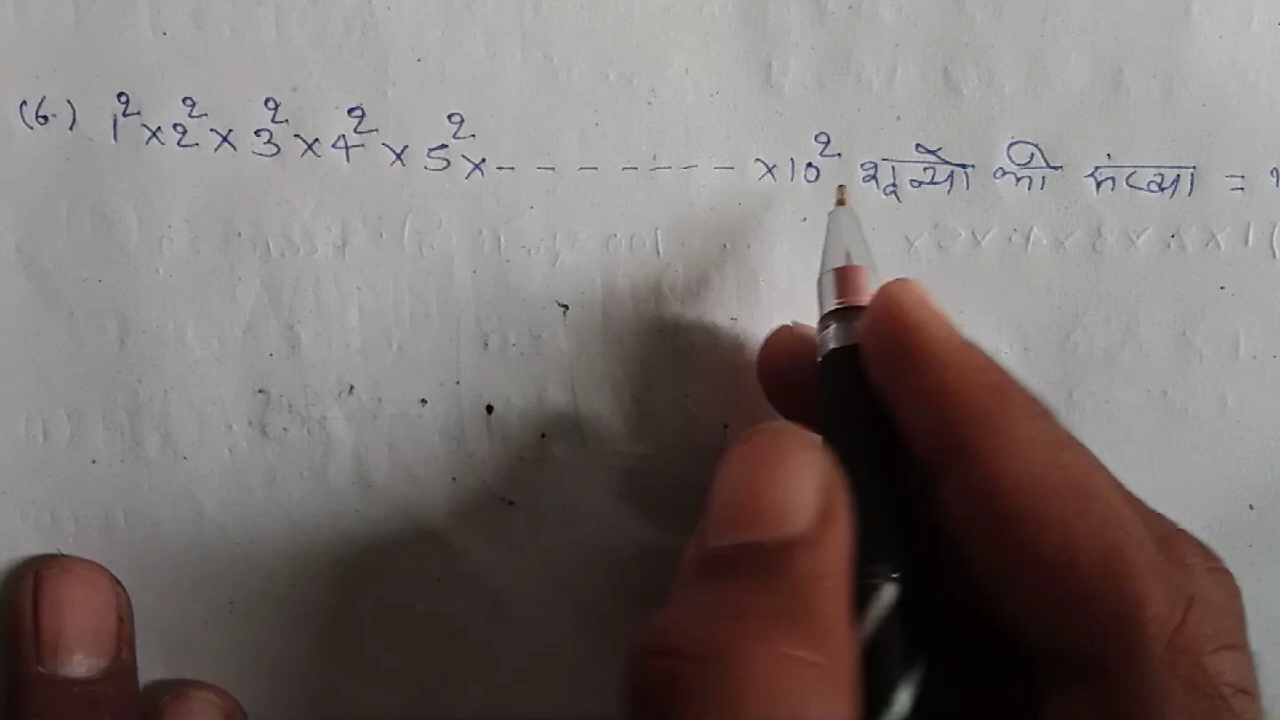 (6.) 1² × 2² × 3² × 4² × 5² × - - - - - - - × 10² शून्यों की संख्या =